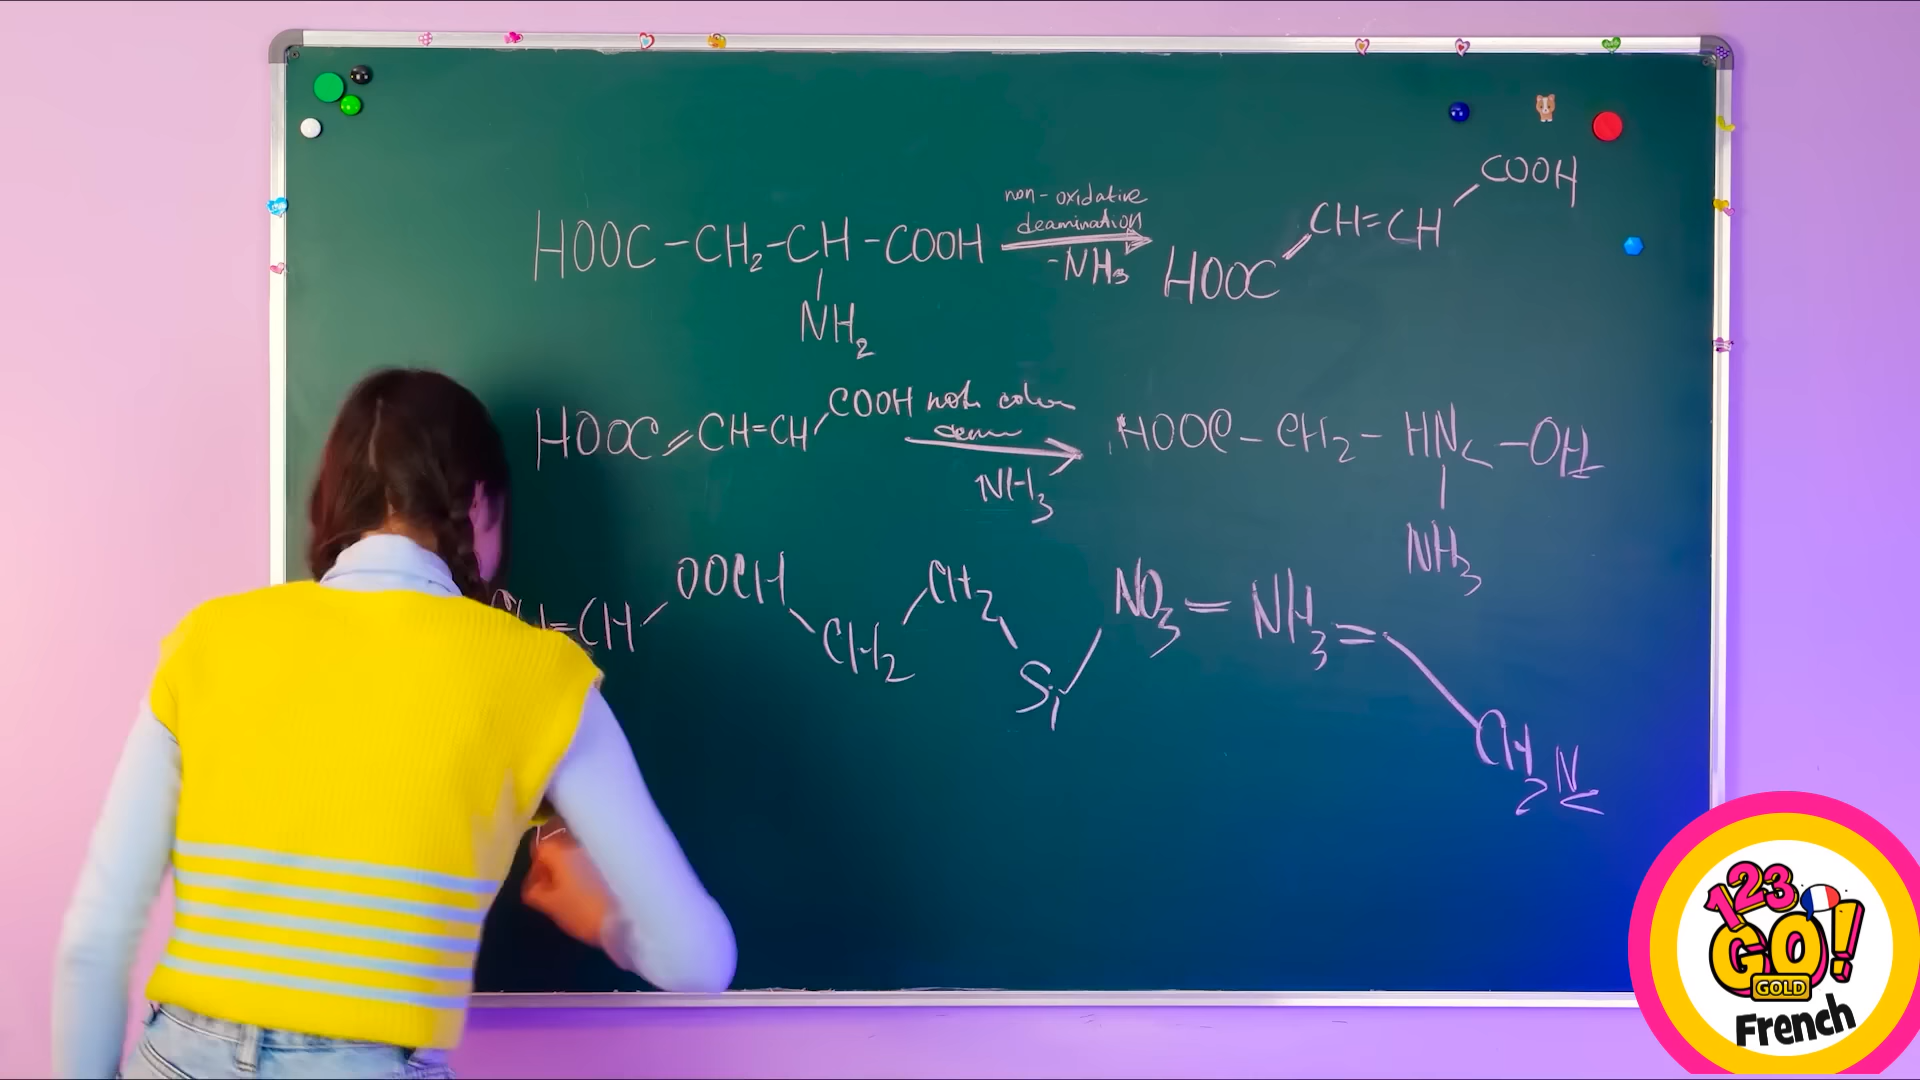 HOOC-CH₂-CH-COOH non-oxidative deamination -NH₃ HOOC CH=CH COOH
NH₂
HOOC CH=CH COOH NH₃ HOOC-CH₂-HN -OH
NH₃
=CH OOCH CH₂ CH₂ Si NO₃=NH₃= CH₂N
123 GO! GOLD French